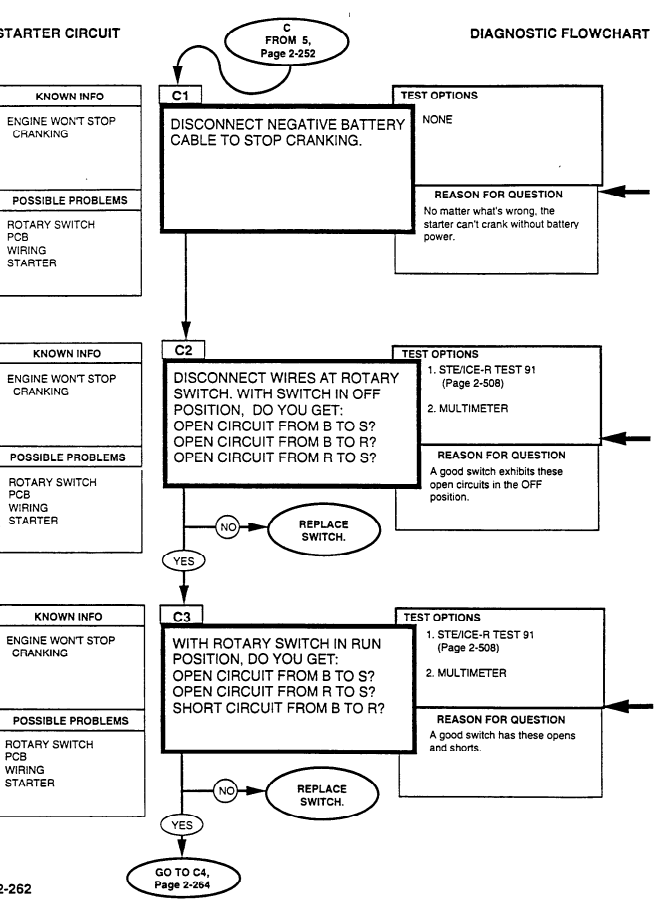 STARTER CIRCUIT
DIAGNOSTIC FLOWCHART
C
FROM 5,
Page 2-252
KNOWN INFO
ENGINE WON'T STOP
CRANKING
POSSIBLE PROBLEMS
ROTARY SWITCH
PCB
WIRING
STARTER
C1
DISCONNECT NEGATIVE BATTERY
CABLE TO STOP CRANKING.
TEST OPTIONS
NONE
REASON FOR QUESTION
No matter what's wrong, the
starter can't crank without battery
power.
KNOWN INFO
ENGINE WON'T STOP
CRANKING
POSSIBLE PROBLEMS
ROTARY SWITCH
PCB
WIRING
STARTER
C2
DISCONNECT WIRES AT ROTARY
SWITCH. WITH SWITCH IN OFF
POSITION, DO YOU GET:
OPEN CIRCUIT FROM B TO S?
OPEN CIRCUIT FROM B TO R?
OPEN CIRCUIT FROM R TO S?
TEST OPTIONS
1. STE/ICE-R TEST 91
(Page 2-508)
2. MULTIMETER
REASON FOR QUESTION
A good switch exhibits these
open circuits in the OFF
position.
NO
REPLACE
SWITCH.
YES
KNOWN INFO
ENGINE WON'T STOP
CRANKING
POSSIBLE PROBLEMS
ROTARY SWITCH
PCB
WIRING
STARTER
C3
WITH ROTARY SWITCH IN RUN
POSITION, DO YOU GET:
OPEN CIRCUIT FROM B TO S?
OPEN CIRCUIT FROM R TO S?
SHORT CIRCUIT FROM B TO R?
TEST OPTIONS
1. STE/ICE-R TEST 91
(Page 2-508)
2. MULTIMETER
REASON FOR QUESTION
A good switch has these opens
and shorts.
NO
REPLACE
SWITCH.
YES
GO TO C4,
Page 2-264
2-262